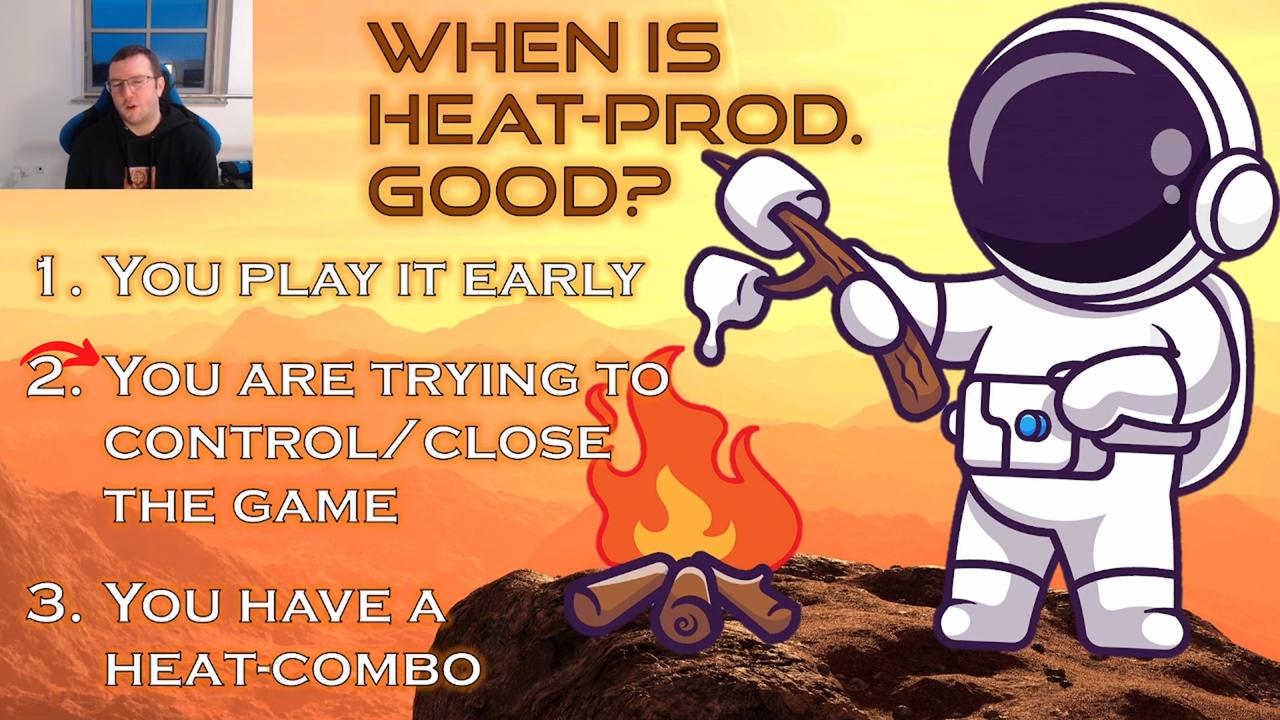 WHEN IS
HEAT-PROD.
GOOD?
1. YOU PLAY IT EARLY
2. YOU ARE TRYING TO
CONTROL/CLOSE
THE GAME
3. YOU HAVE A
HEAT-COMBO